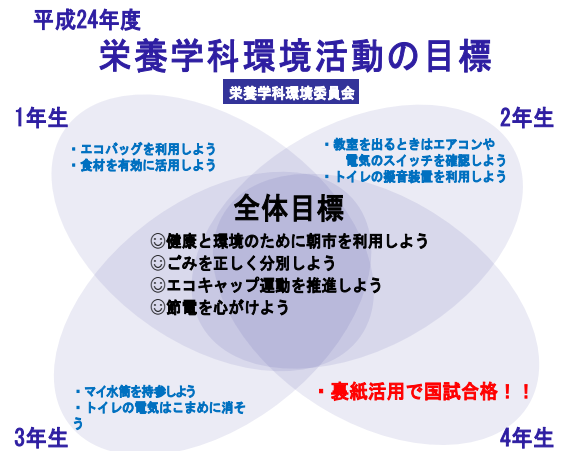 平成24年度
栄養学科環境活動の目標
栄養学科環境委員会
1年生
2年生
・エコバッグを利用しよう
・食材を有効に活用しよう
・教室を出るときはエアコンや
電気のスイッチを確認しよう
・トイレの擬音装置を利用しよう
全体目標
☺健康と環境のために朝市を利用しよう
☺ごみを正しく分別しよう
☺エコキャップ運動を推進しよう
☺節電を心がけよう
・マイ水筒を持参しよう
・トイレの電気はこまめに消そ
う
・裏紙活用で国試合格！！
3年生
4年生